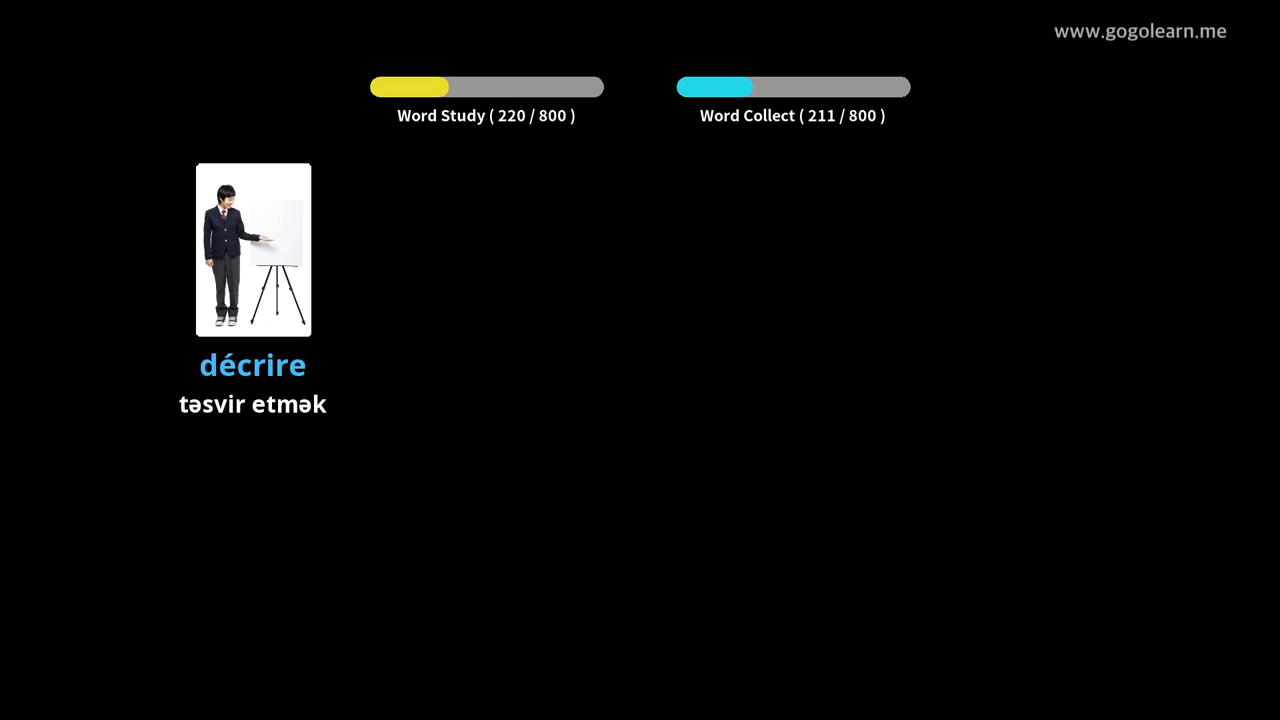 www.gogolearn.me
Word Study ( 220 / 800 )
Word Collect ( 211 / 800 )
décrire
təsvir etmək